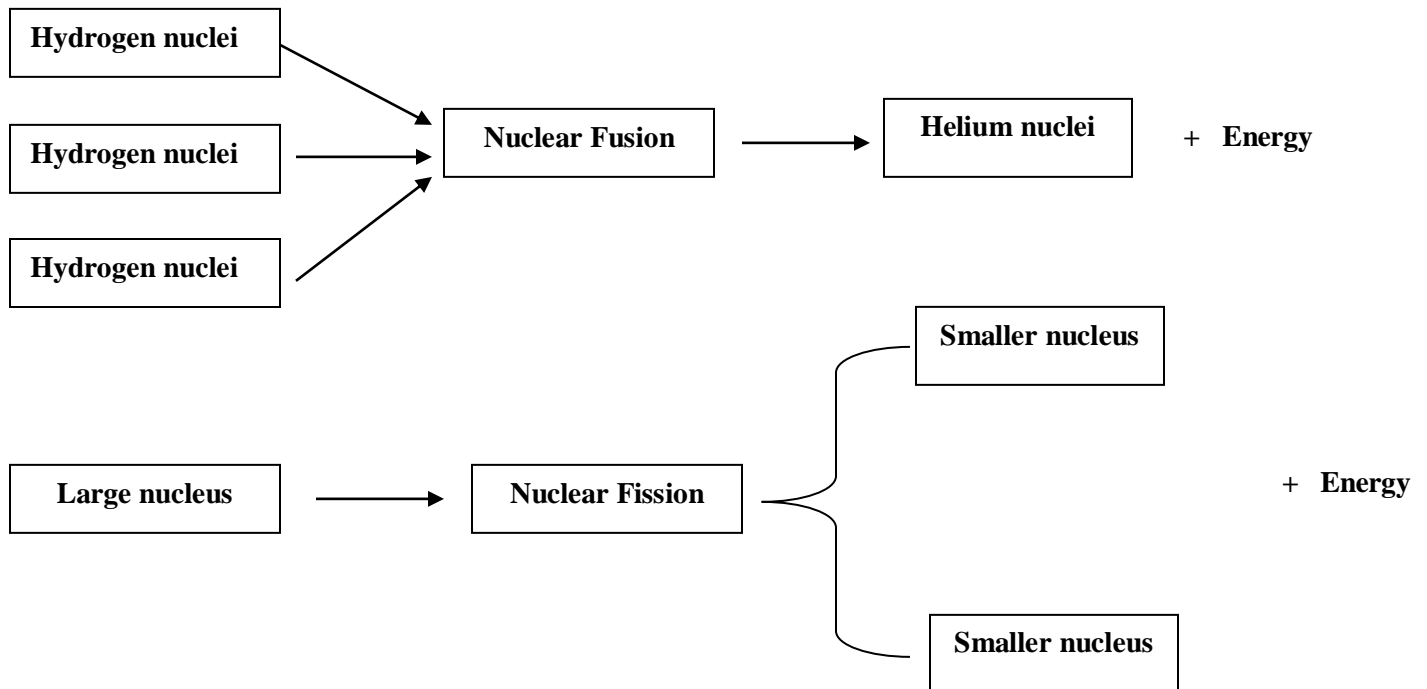 Hydrogen nuclei
Hydrogen nuclei
Hydrogen nuclei
Nuclear Fusion
Helium nuclei
+ Energy
Large nucleus
Nuclear Fission
Smaller nucleus
Smaller nucleus
+ Energy